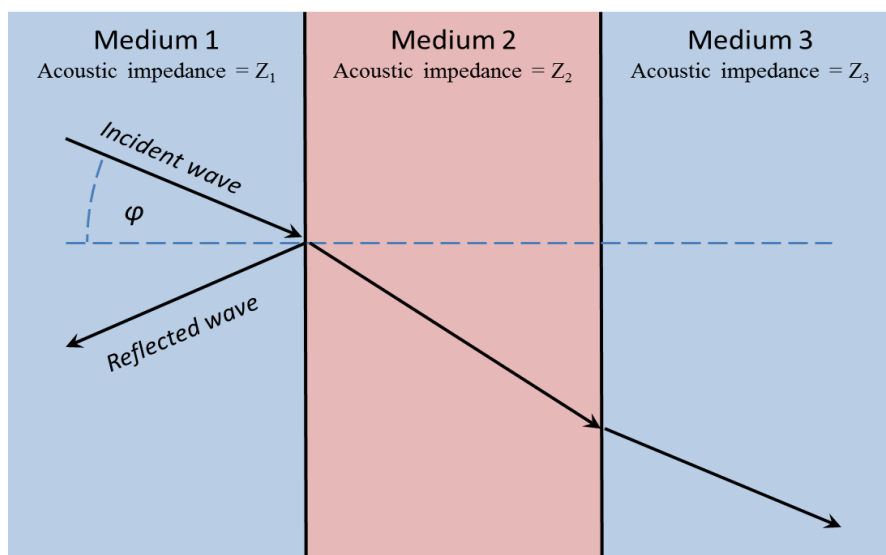 Medium 1
Acoustic impedance = Z₁
Medium 2
Acoustic impedance = Z₂
Medium 3
Acoustic impedance = Z₃
Incident wave
φ
Reflected wave